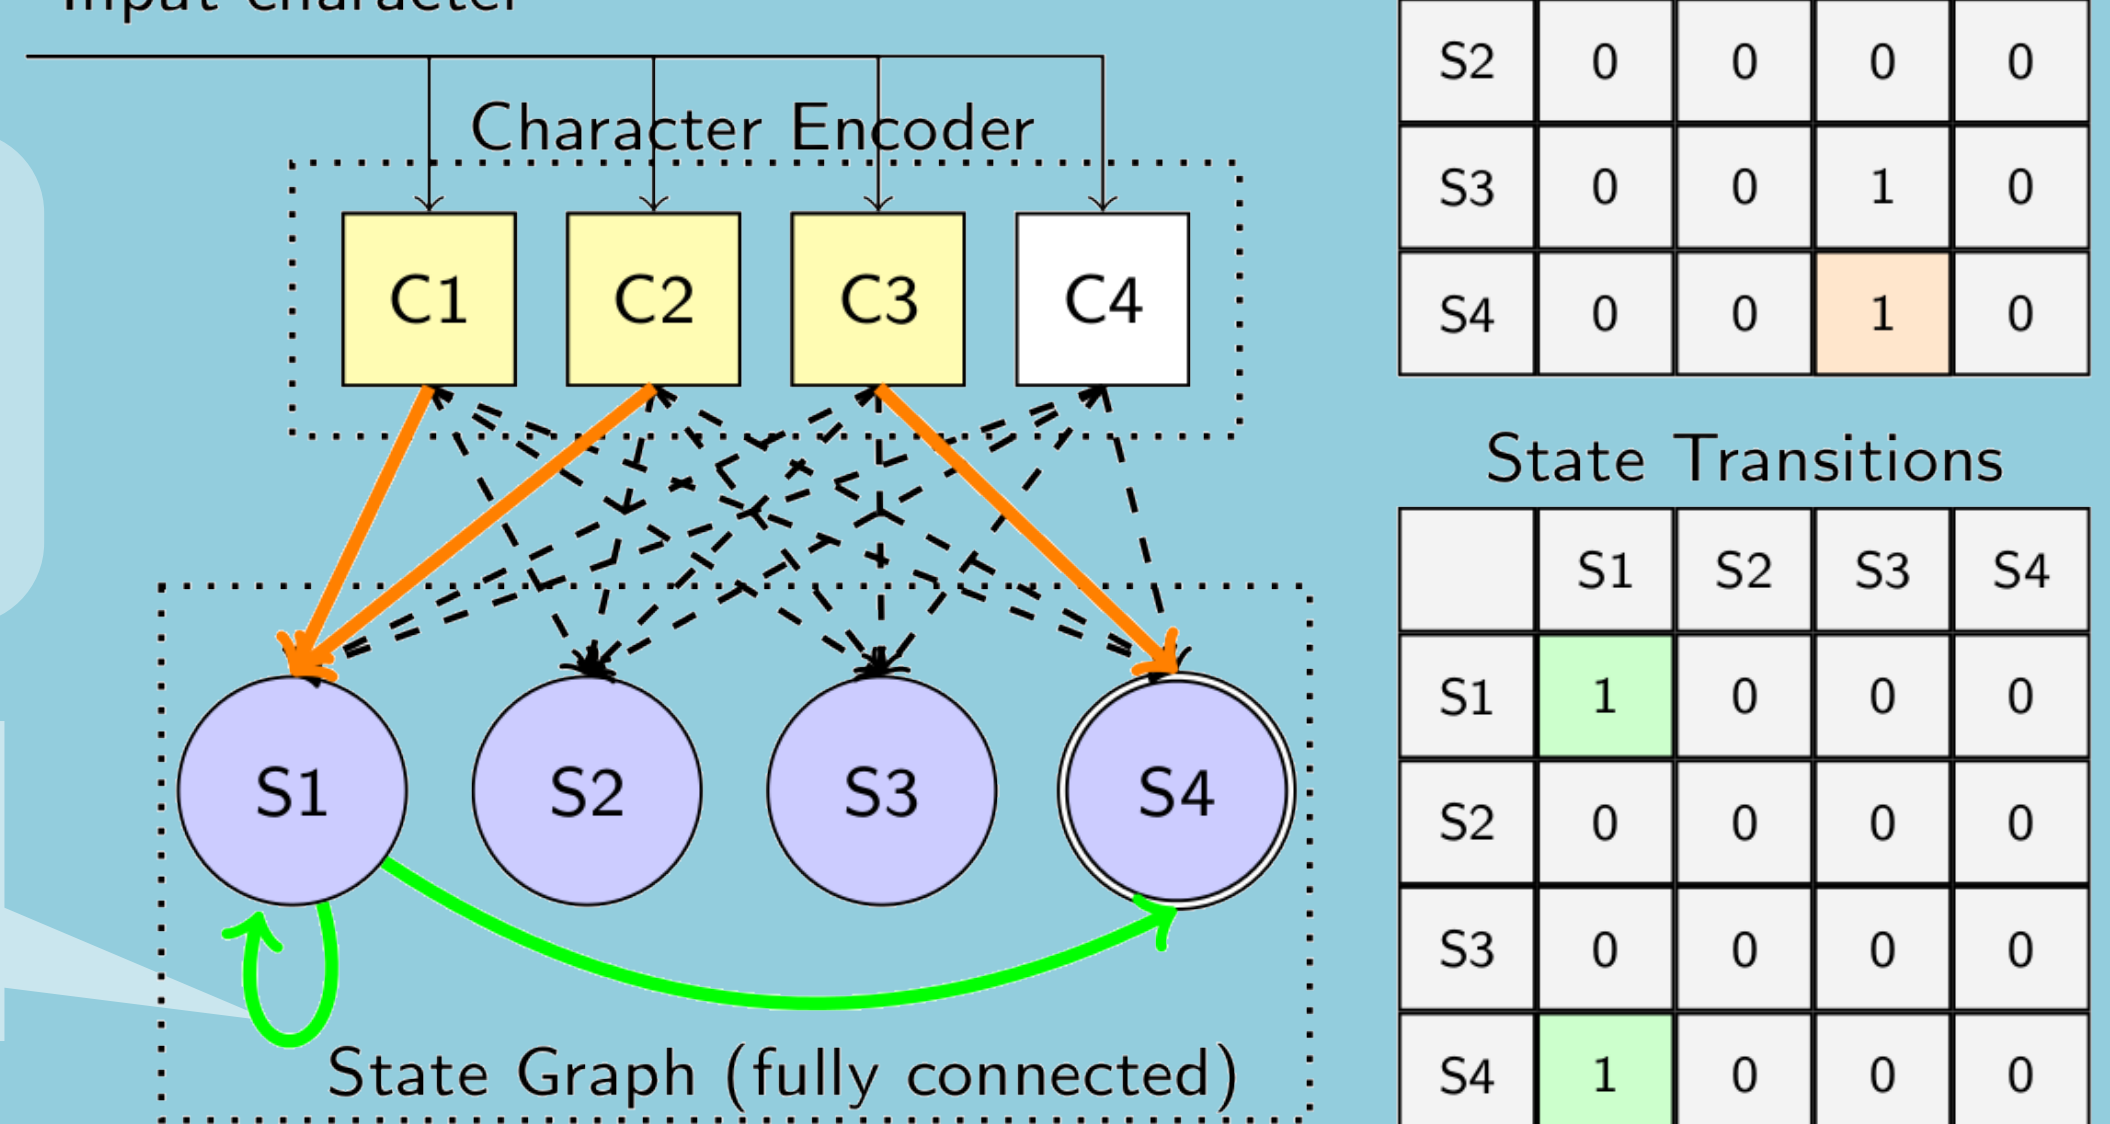 Input character
Character Encoder
C1 C2 C3 C4
S1 S2 S3 S4
State Graph (fully connected)
S2 0 0 0 0
S3 0 0 1 0
S4 0 0 1 0
State Transitions
S1 S2 S3 S4
S1 1 0 0 0
S2 0 0 0 0
S3 0 0 0 0
S4 1 0 0 0